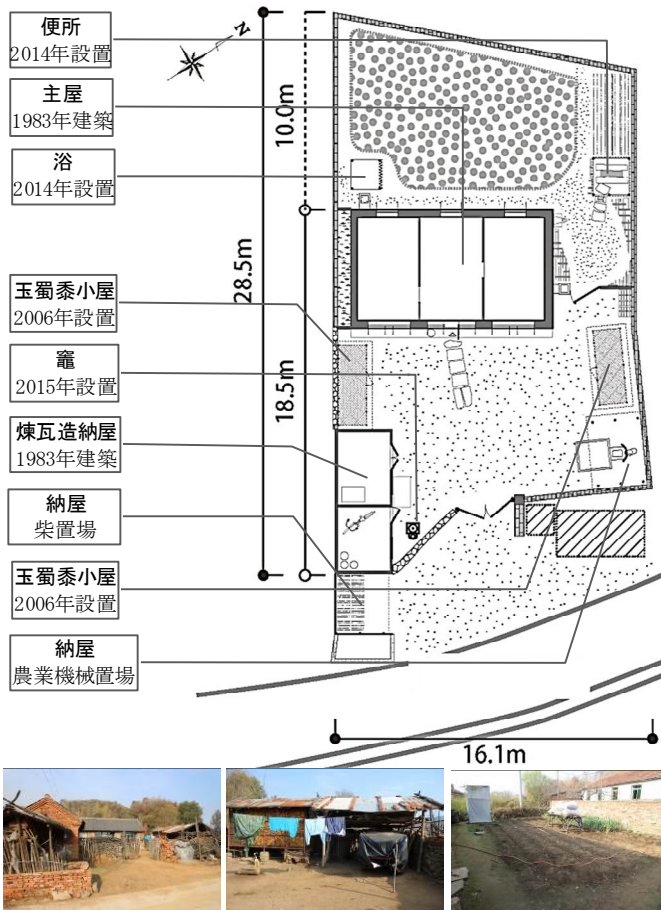 便所
2014年設置
主屋
1983年建築
浴
2014年設置
玉蜀黍小屋
2006年設置
竈
2015年設置
煉瓦造納屋
1983年建築
納屋
柴置場
玉蜀黍小屋
2006年設置
納屋
農業機械置場
N
10.0m
28.5m
18.5m
16.1m